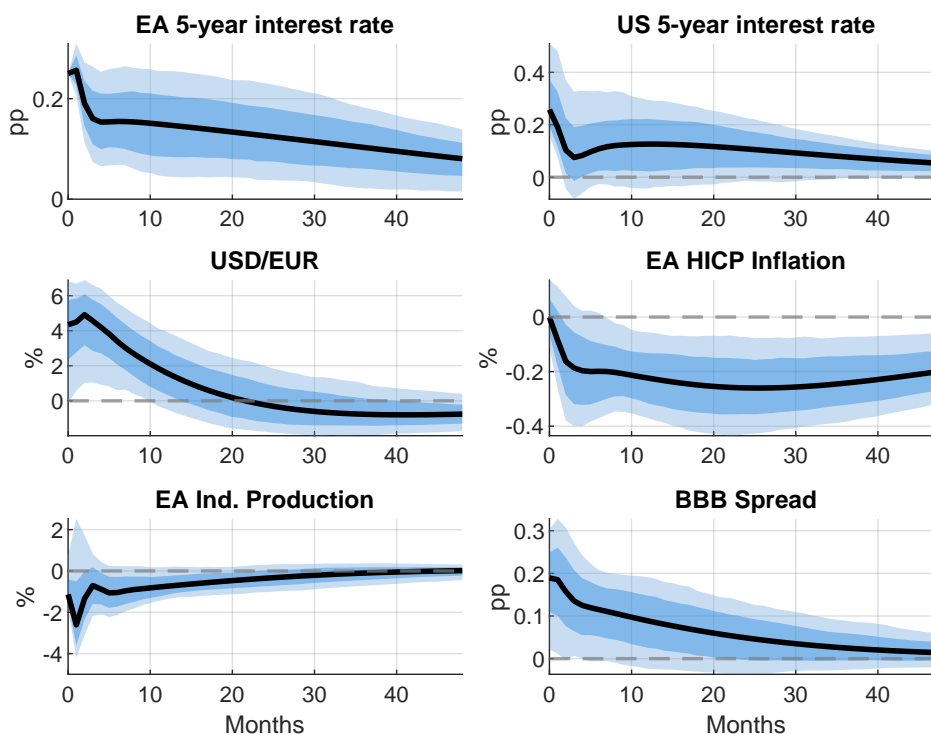 EA 5-year interest rate
pp
0.2
0
0 10 20 30 40
US 5-year interest rate
pp
0.4
0.2
0
0 10 20 30 40
USD/EUR
%
6
4
2
0
0 10 20 30 40
EA HICP Inflation
%
0
-0.2
-0.4
0 10 20 30 40
EA Ind. Production
%
2
0
-2
-4
0 10 20 30 40
Months
BBB Spread
pp
0.3
0.2
0.1
0
0 10 20 30 40
Months